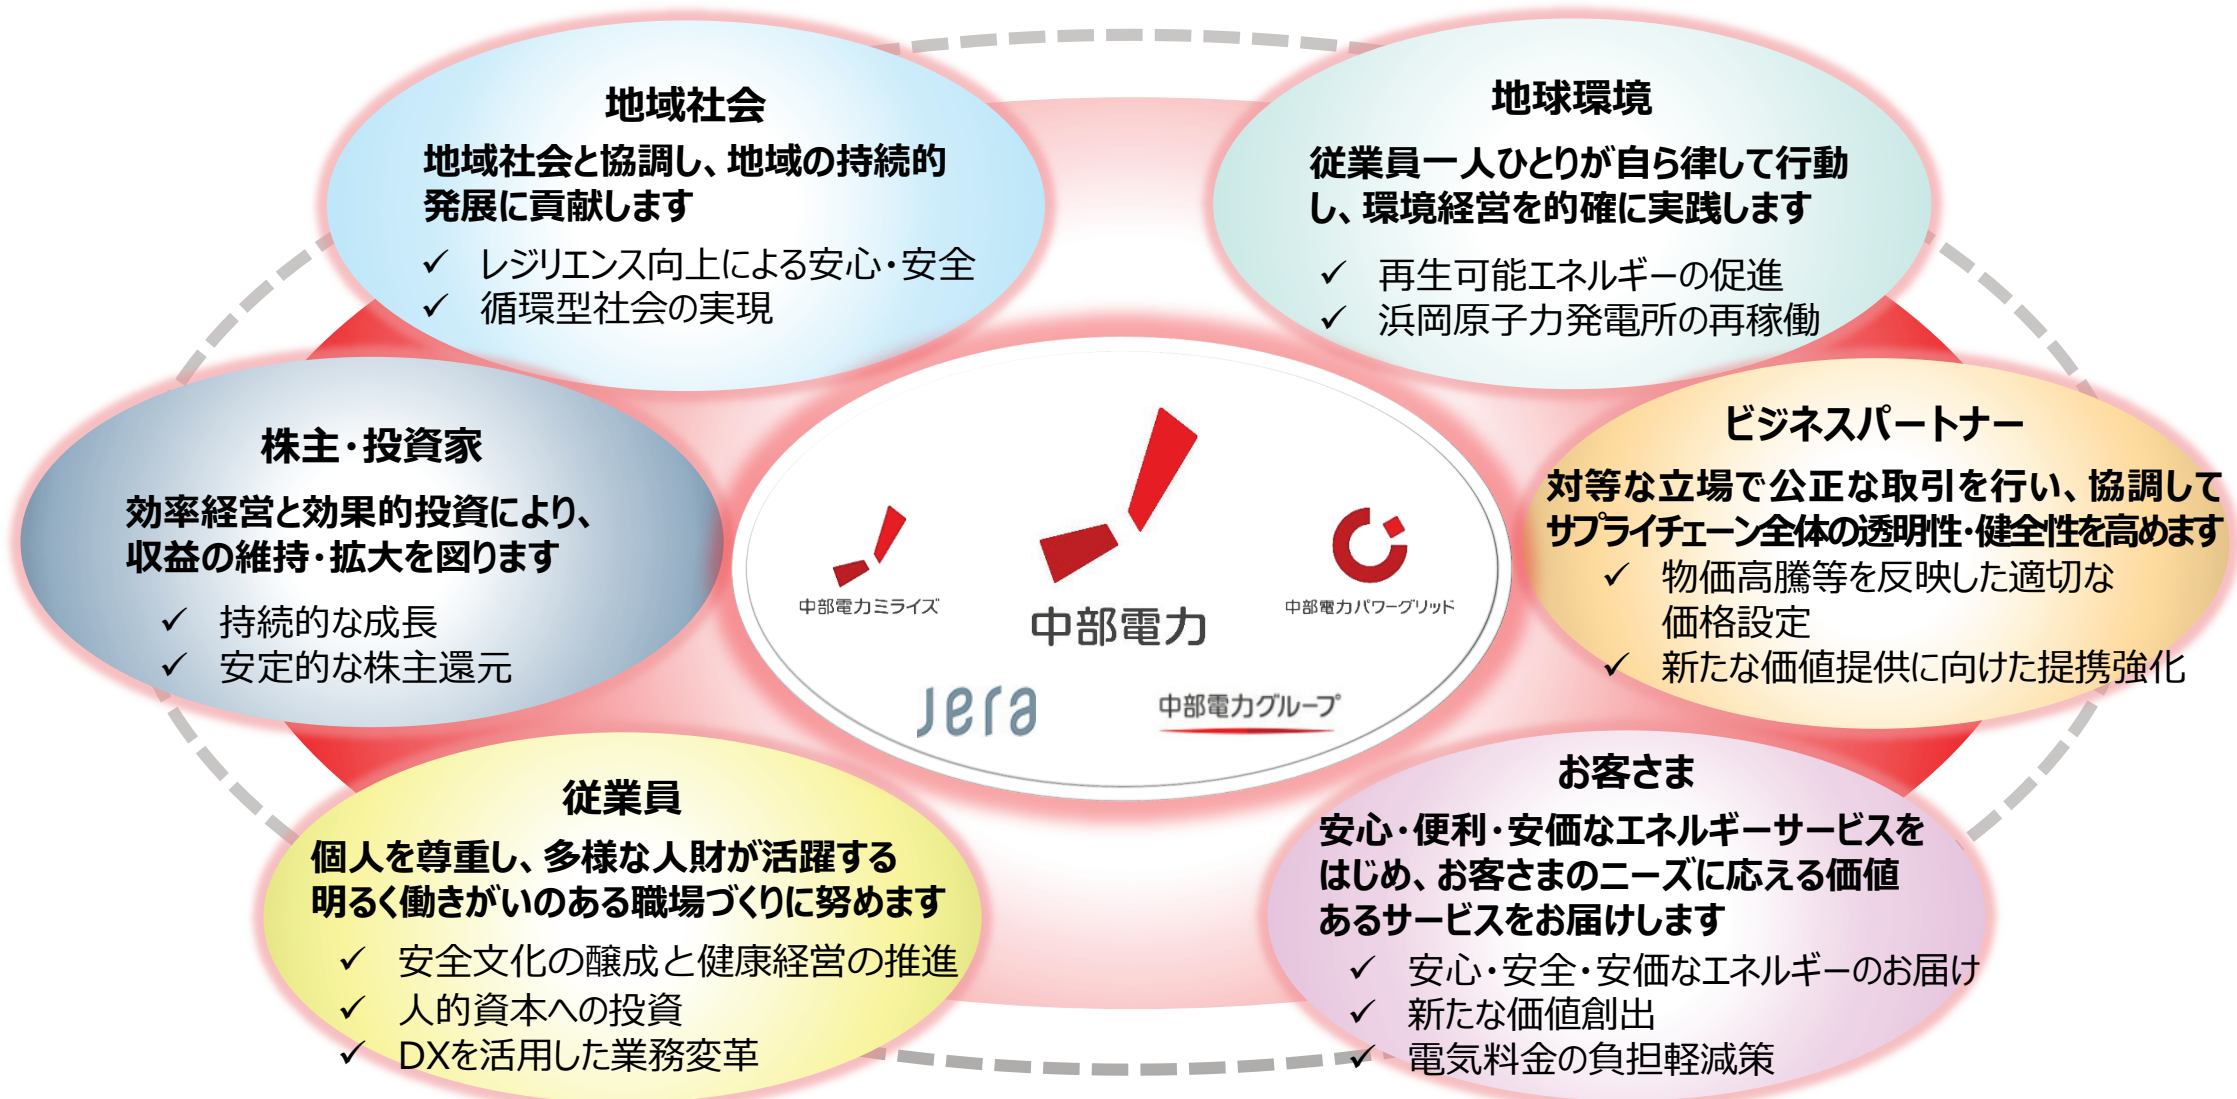 地域社会
地域社会と協調し、地域の持続的
発展に貢献します
✓ レジリエンス向上による安心・安全
✓ 循環型社会の実現
地球環境
従業員一人ひとりが自ら律して行動
し、環境経営を的確に実践します
✓ 再生可能エネルギーの促進
✓ 浜岡原子力発電所の再稼働
株主・投資家
効率経営と効果的投資により、
収益の維持・拡大を図ります
✓ 持続的な成長
✓ 安定的な株主還元
中部電力ミライズ
中部電力
中部電力パワーグリッド
Jera
中部電力グループ
ビジネスパートナー
対等な立場で公正な取引を行い、協調して
サプライチェーン全体の透明性・健全性を高めます
✓ 物価高騰等を反映した適切な
価格設定
✓ 新たな価値提供に向けた提携強化
従業員
個人を尊重し、多様な人財が活躍する
明るく働きがいのある職場づくりに努めます
✓ 安全文化の醸成と健康経営の推進
✓ 人的資本への投資
✓ DXを活用した業務変革
お客さま
安心・便利・安価なエネルギーサービスを
はじめ、お客さまのニーズに応える価値
あるサービスをお届けします
✓ 安心・安全・安価なエネルギーのお届け
✓ 新たな価値創出
✓ 電気料金の負担軽減策